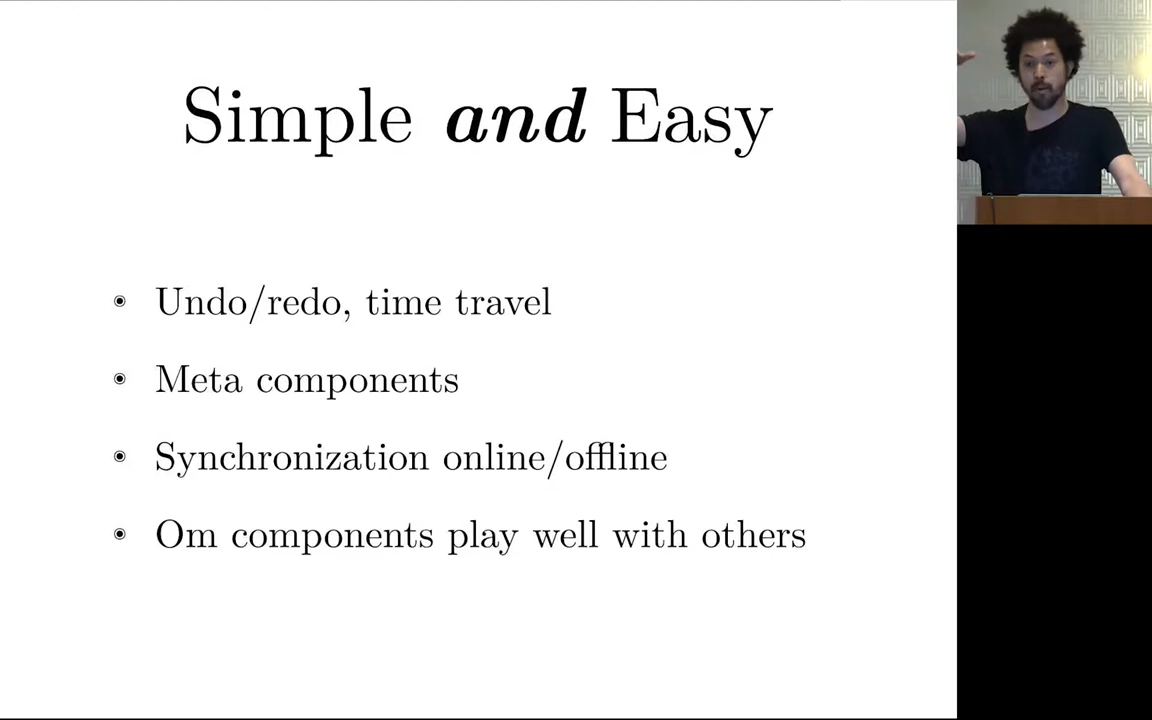 Simple and Easy
Undo/redo, time travel
Meta components
Synchronization online/offline
Om components play well with others